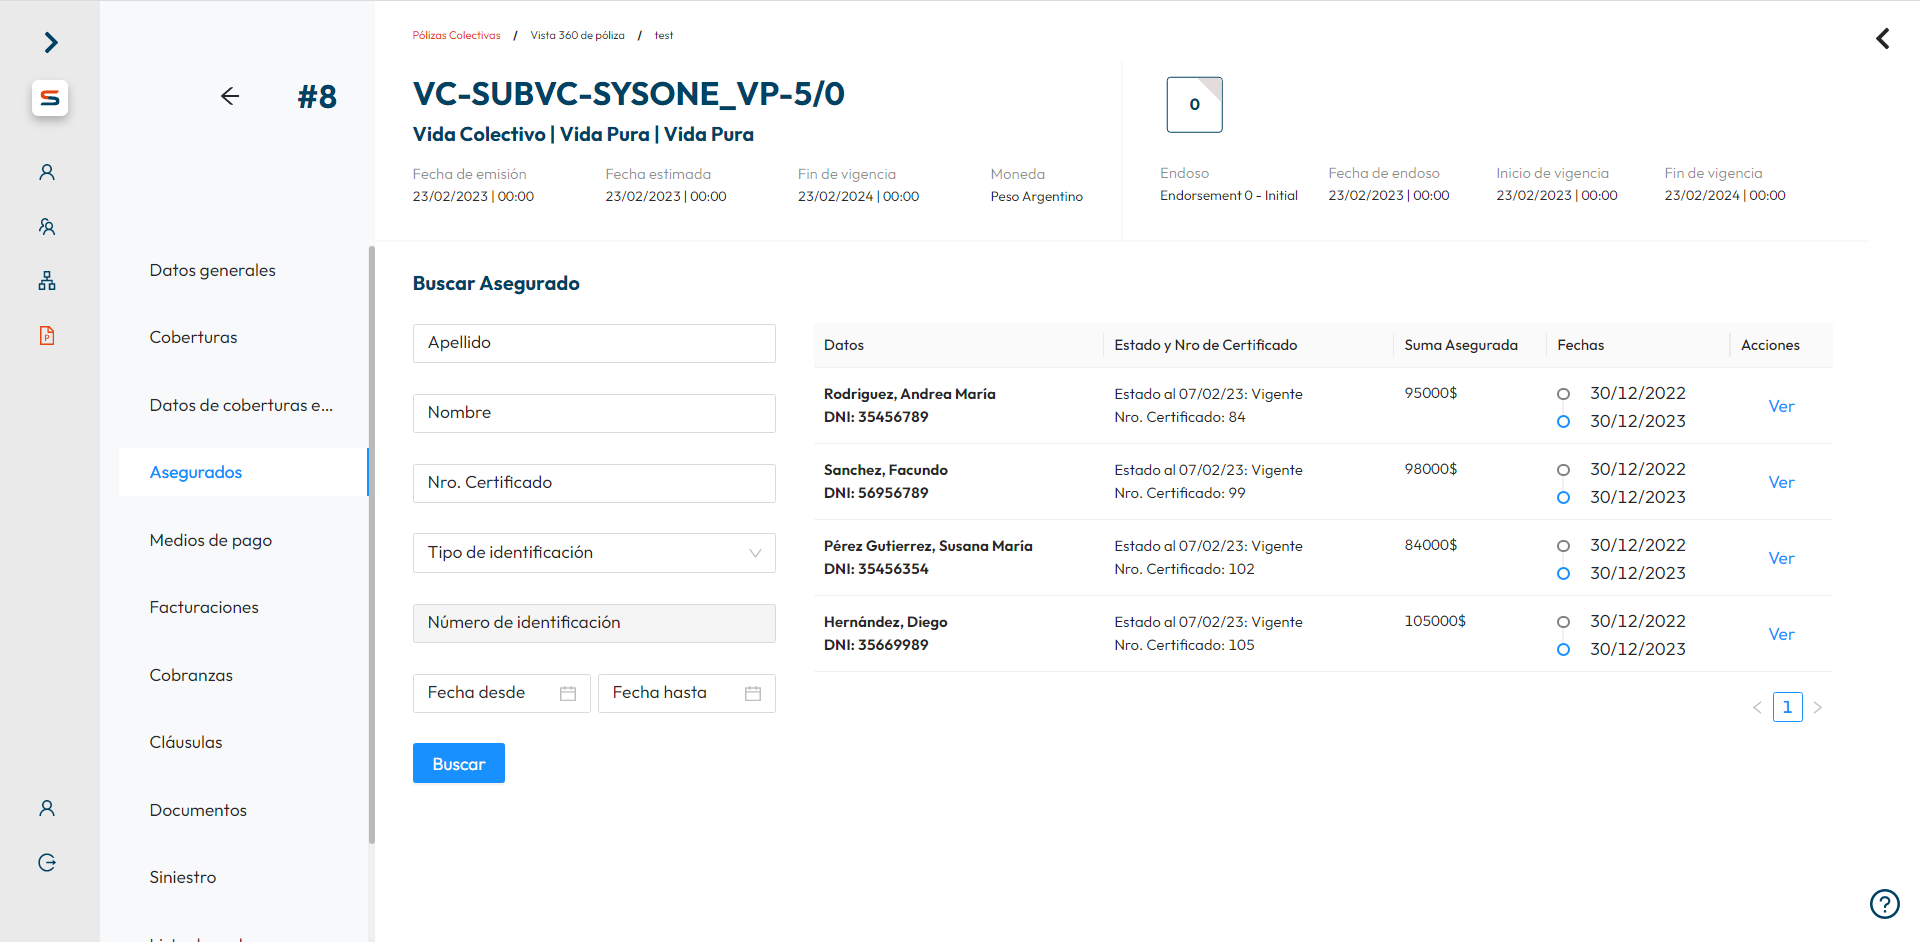 Pólizas Colectivas / Vista 360 de póliza / test
#8
VC-SUBVC-SYSONE_VP-5/0
Vida Colectivo | Vida Pura | Vida Pura
Fecha de emisión Fecha estimada Fin de vigencia Moneda
23/02/2023 | 00:00 23/02/2023 | 00:00 23/02/2024 | 00:00 Peso Argentino
0
Endoso Fecha de endoso Inicio de vigencia Fin de vigencia
Endorsement 0 - Initial 23/02/2023 | 00:00 23/02/2023 | 00:00 23/02/2024 | 00:00
S
Datos generales
Coberturas
Datos de coberturas e...
Asegurados
Medios de pago
Facturaciones
Cobranzas
Cláusulas
Documentos
Siniestro
Buscar Asegurado
Apellido
Nombre
Nro. Certificado
Tipo de identificación
Número de identificación
Fecha desde Fecha hasta
Buscar
Datos Estado y Nro de Certificado Suma Asegurada Fechas Acciones
Rodriguez, Andrea María Estado al 07/02/23: Vigente 95000$ 30/12/2022 Ver
DNI: 35456789 Nro. Certificado: 84 30/12/2023
Sanchez, Facundo Estado al 07/02/23: Vigente 98000$ 30/12/2022 Ver
DNI: 56956789 Nro. Certificado: 99 30/12/2023
Pérez Gutierrez, Susana María Estado al 07/02/23: Vigente 84000$ 30/12/2022 Ver
DNI: 35456354 Nro. Certificado: 102 30/12/2023
Hernández, Diego Estado al 07/02/23: Vigente 105000$ 30/12/2022 Ver
DNI: 35669989 Nro. Certificado: 105 30/12/2023
< 1 >
?